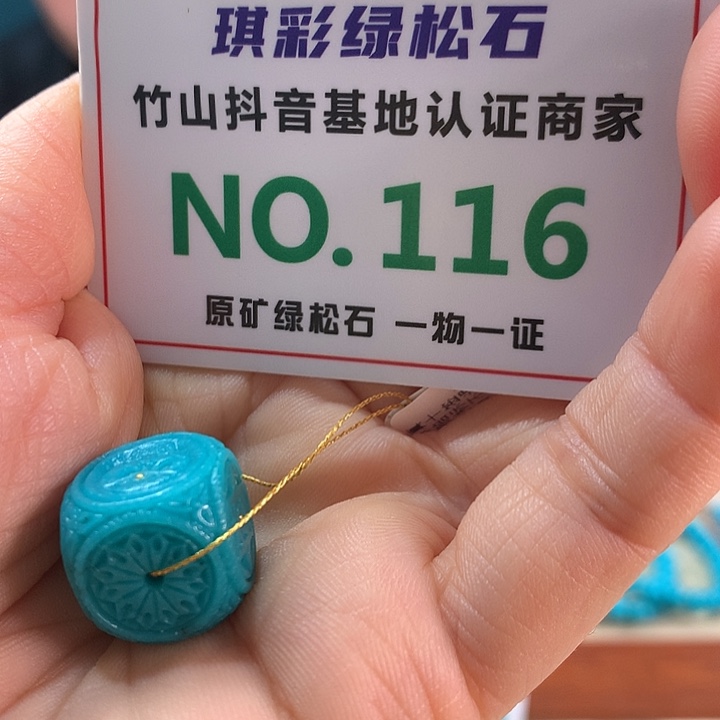 琪彩绿松石
竹山抖音基地认证商家
NO.116
原矿绿松石 一物一证